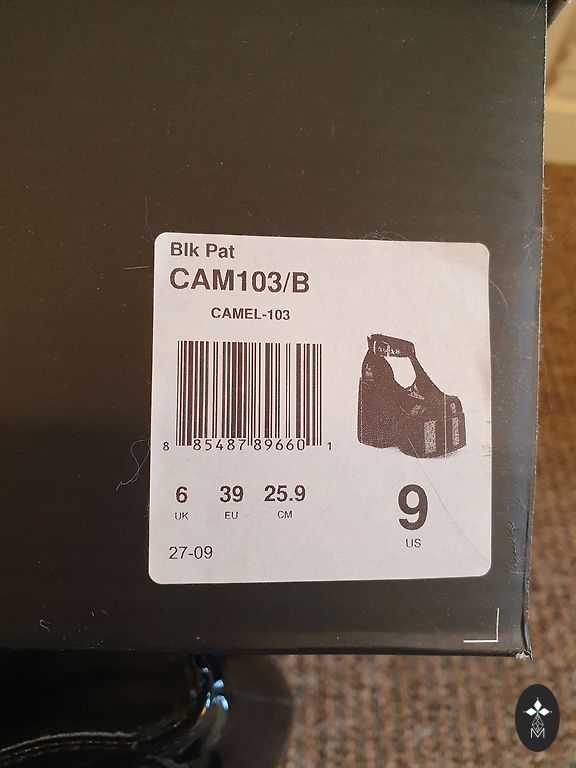 Blk Pat
CAM103/B
CAMEL-103
8 85487 89660 1
6 39 25.9
UK EU CM
9
US
27-09
M